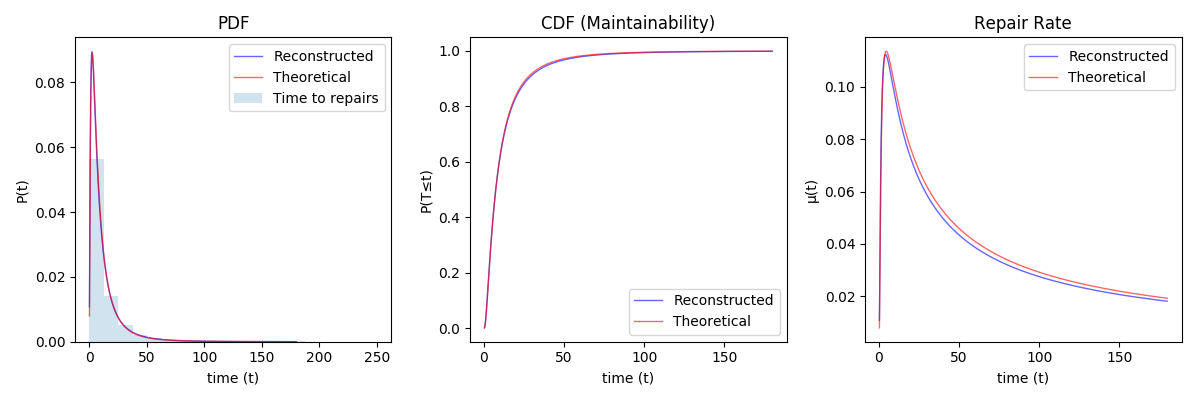 PDF
Reconstructed
Theoretical
Time to repairs
P(t)
0.08
0.06
0.04
0.02
0.00
0
50
100
150
200
250
time (t)
CDF (Maintainability)
P(T≤t)
1.0
0.8
0.6
0.4
0.2
0.0
Reconstructed
Theoretical
0
50
100
150
time (t)
Repair Rate
Reconstructed
Theoretical
μ(t)
0.10
0.08
0.06
0.04
0.02
0
50
100
150
time (t)